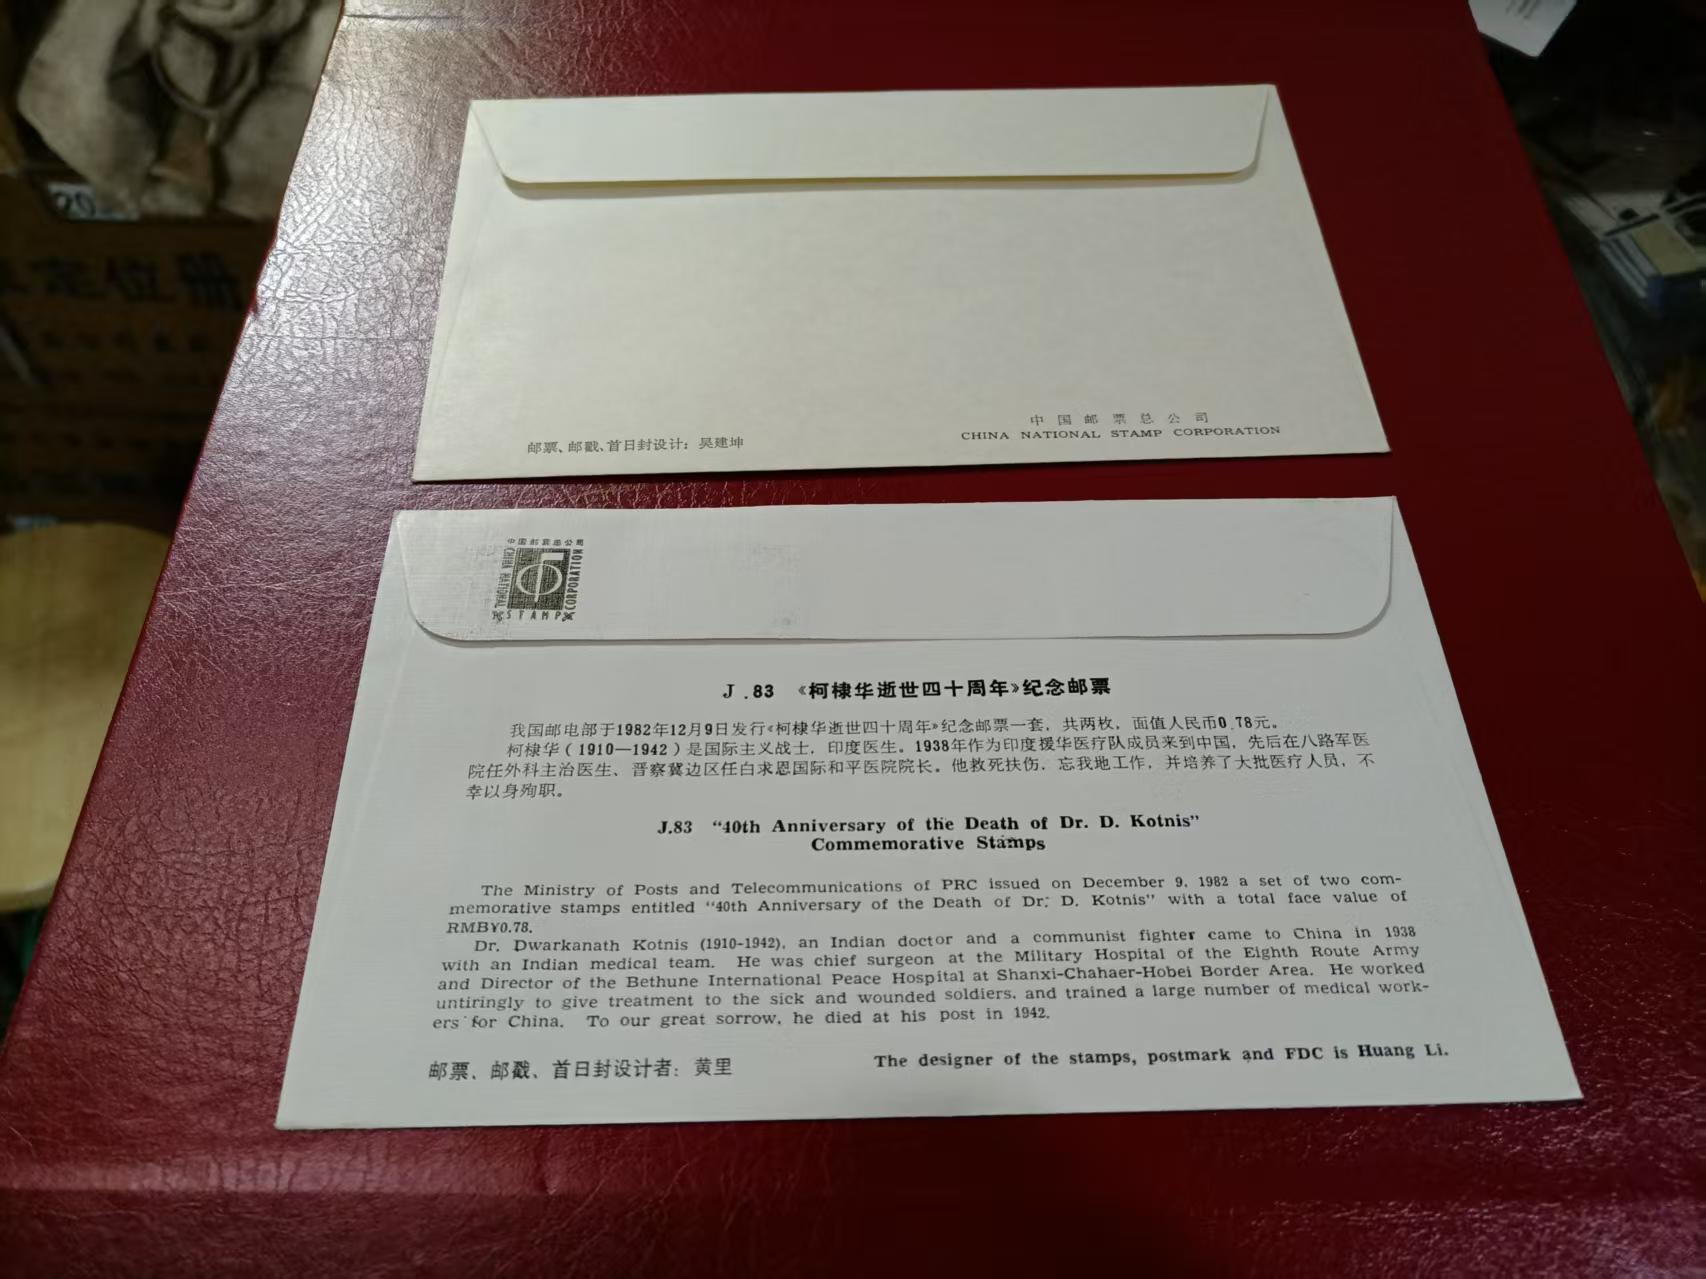 20
定位册
邮票、邮戳、首日封设计：吴建坤
中国邮票总公司
CHINA NATIONAL STAMP CORPORATION
中国邮票总公司
CHINA NATIONAL
STAMP
CORPORATION
J.83 《柯棣华逝世四十周年》纪念邮票
我国邮电部于1982年12月9日发行《柯棣华逝世四十周年》纪念邮票一套，共两枚，面值人民币0.78元。
柯棣华（1910—1942）是国际主义战士，印度医生。1938年作为印度援华医疗队成员来到中国，先后在八路军医
院任外科主治医生、晋察冀边区任白求恩国际和平医院院长。他救死扶伤，忘我地工作，并培养了大批医疗人员，不
幸以身殉职。
J.83 "40th Anniversary of the Death of Dr. D. Kotnis"
Commemorative Stamps
The Ministry of Posts and Telecommunications of PRC issued on December 9, 1982 a set of two com-
memorative stamps entitled "40th Anniversary of the Death of Dr. D. Kotnis" with a total face value of
RMB¥0.78.
Dr. Dwarkanath Kotnis (1910-1942), an Indian doctor and a communist fighter came to China in 1938
with an Indian medical team. He was chief surgeon at the Military Hospital of the Eighth Route Army
and Director of the Bethune International Peace Hospital at Shanxi-Chahaer-Hobei Border Area. He worked
untiringly to give treatment to the sick and wounded soldiers, and trained a large number of medical work-
ers for China. To our great sorrow, he died at his post in 1942.
邮票、邮戳、首日封设计者：黄里
The designer of the stamps, postmark and FDC is Huang Li.